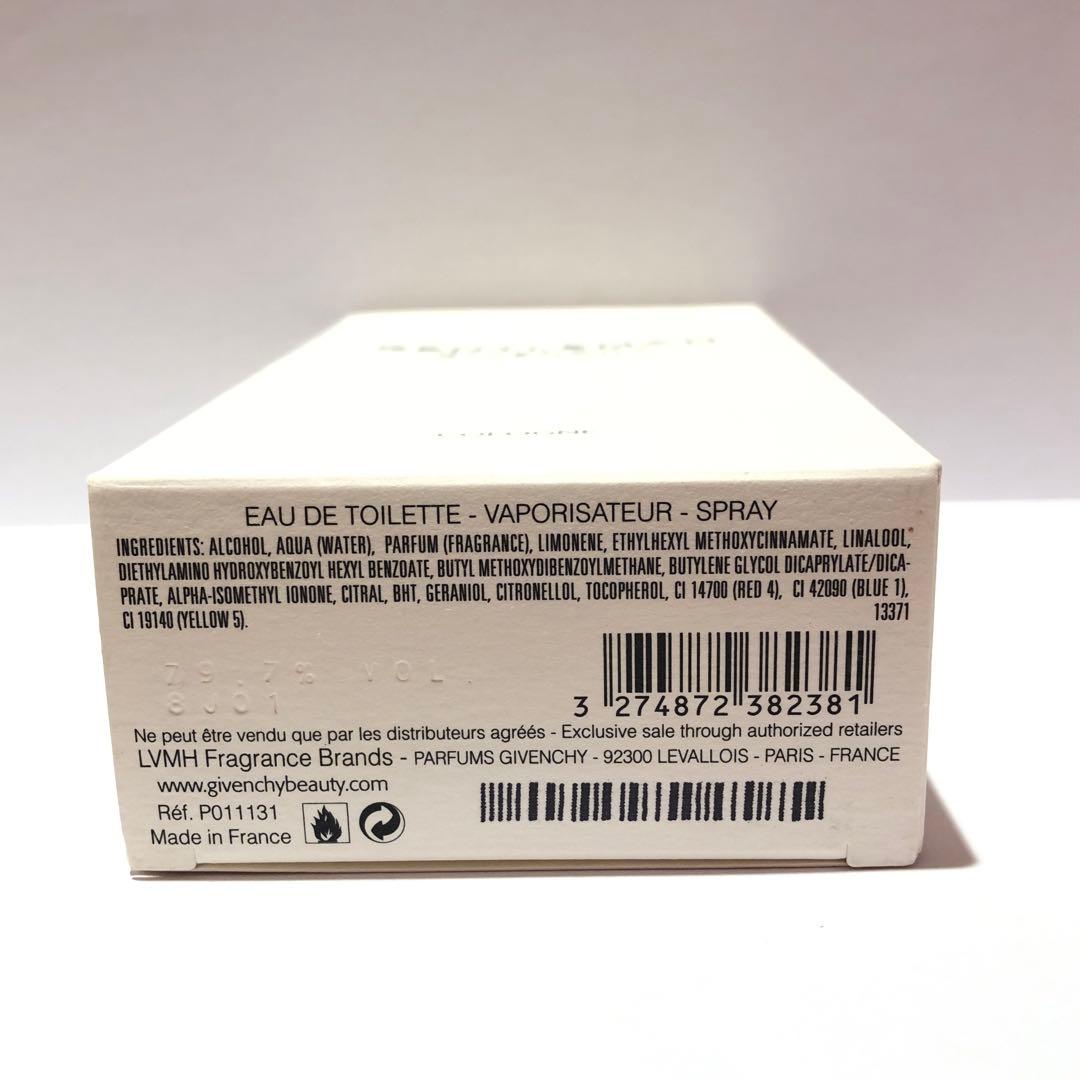 EAU DE TOILETTE - VAPORISATEUR - SPRAY
INGREDIENTS: ALCOHOL, AQUA (WATER), PARFUM (FRAGRANCE), LIMONENE, ETHYLHEXYL METHOXYCINNAMATE, LINALOOL,
DIETHYLAMINO HYDROXYBENZOYL HEXYL BENZOATE, BUTYL METHOXYDIBENZOYLMETHANE, BUTYLENE GLYCOL DICAPRYLATE/DICA-
PRATE, ALPHA-ISOMETHYL IONONE, CITRAL, BHT, GERANIOL, CITRONELLOL, TOCOPHEROL, CI 14700 (RED 4), CI 42090 (BLUE 1),
CI 19140 (YELLOW 5).
13371
79.7% VOL.
8J01
3 274872 382381
Ne peut être vendu que par les distributeurs agréés - Exclusive sale through authorized retailers
LVMH Fragrance Brands - PARFUMS GIVENCHY - 92300 LEVALLOIS - PARIS - FRANCE
www.givenchybeauty.com
Réf. P011131
Made in France